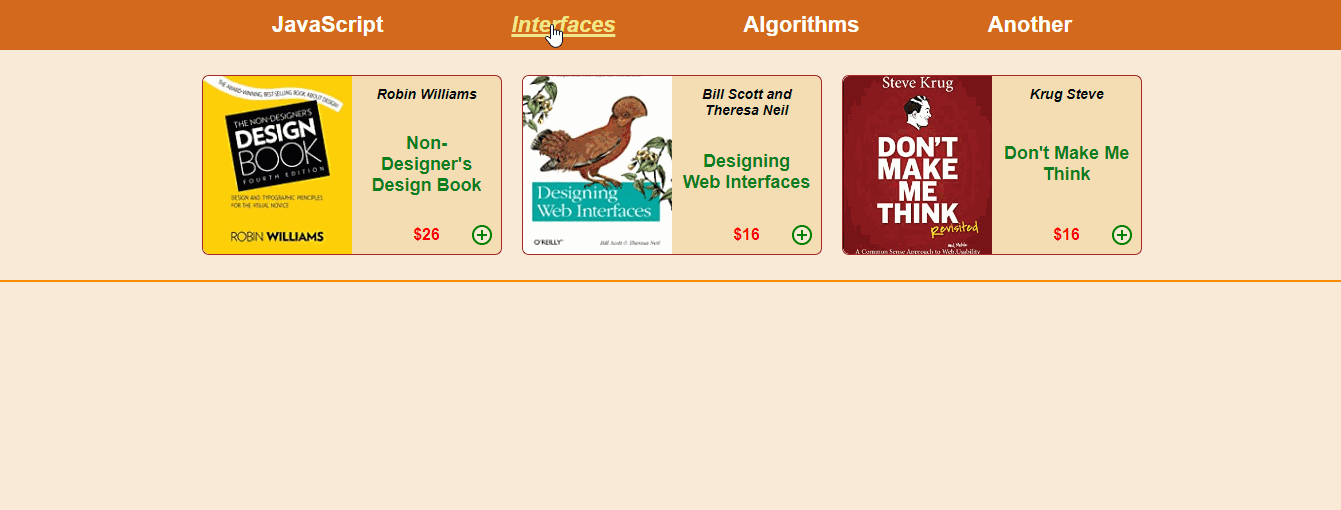 JavaScript
Interfaces
Algorithms
Another
THE AWARD-WINNING, BEST-SELLING BOOK ABOUT DESIGN!
THE NON-DESIGNER'S
DESIGN
BOOK
FOURTH EDITION
DESIGN AND TYPOGRAPHIC PRINCIPLES
FOR THE VISUAL NOVICE
ROBIN WILLIAMS
Robin Williams
Non-
Designer's
Design Book
$26
Designing
Web Interfaces
O'REILLY
Bill Scott & Theresa Neil
Bill Scott and
Theresa Neil
Designing
Web Interfaces
$16
Steve Krug
DON'T
MAKE
ME
THINK
Revisited
A Common Sense Approach to Web Usability
Krug Steve
Don't Make Me
Think
$16